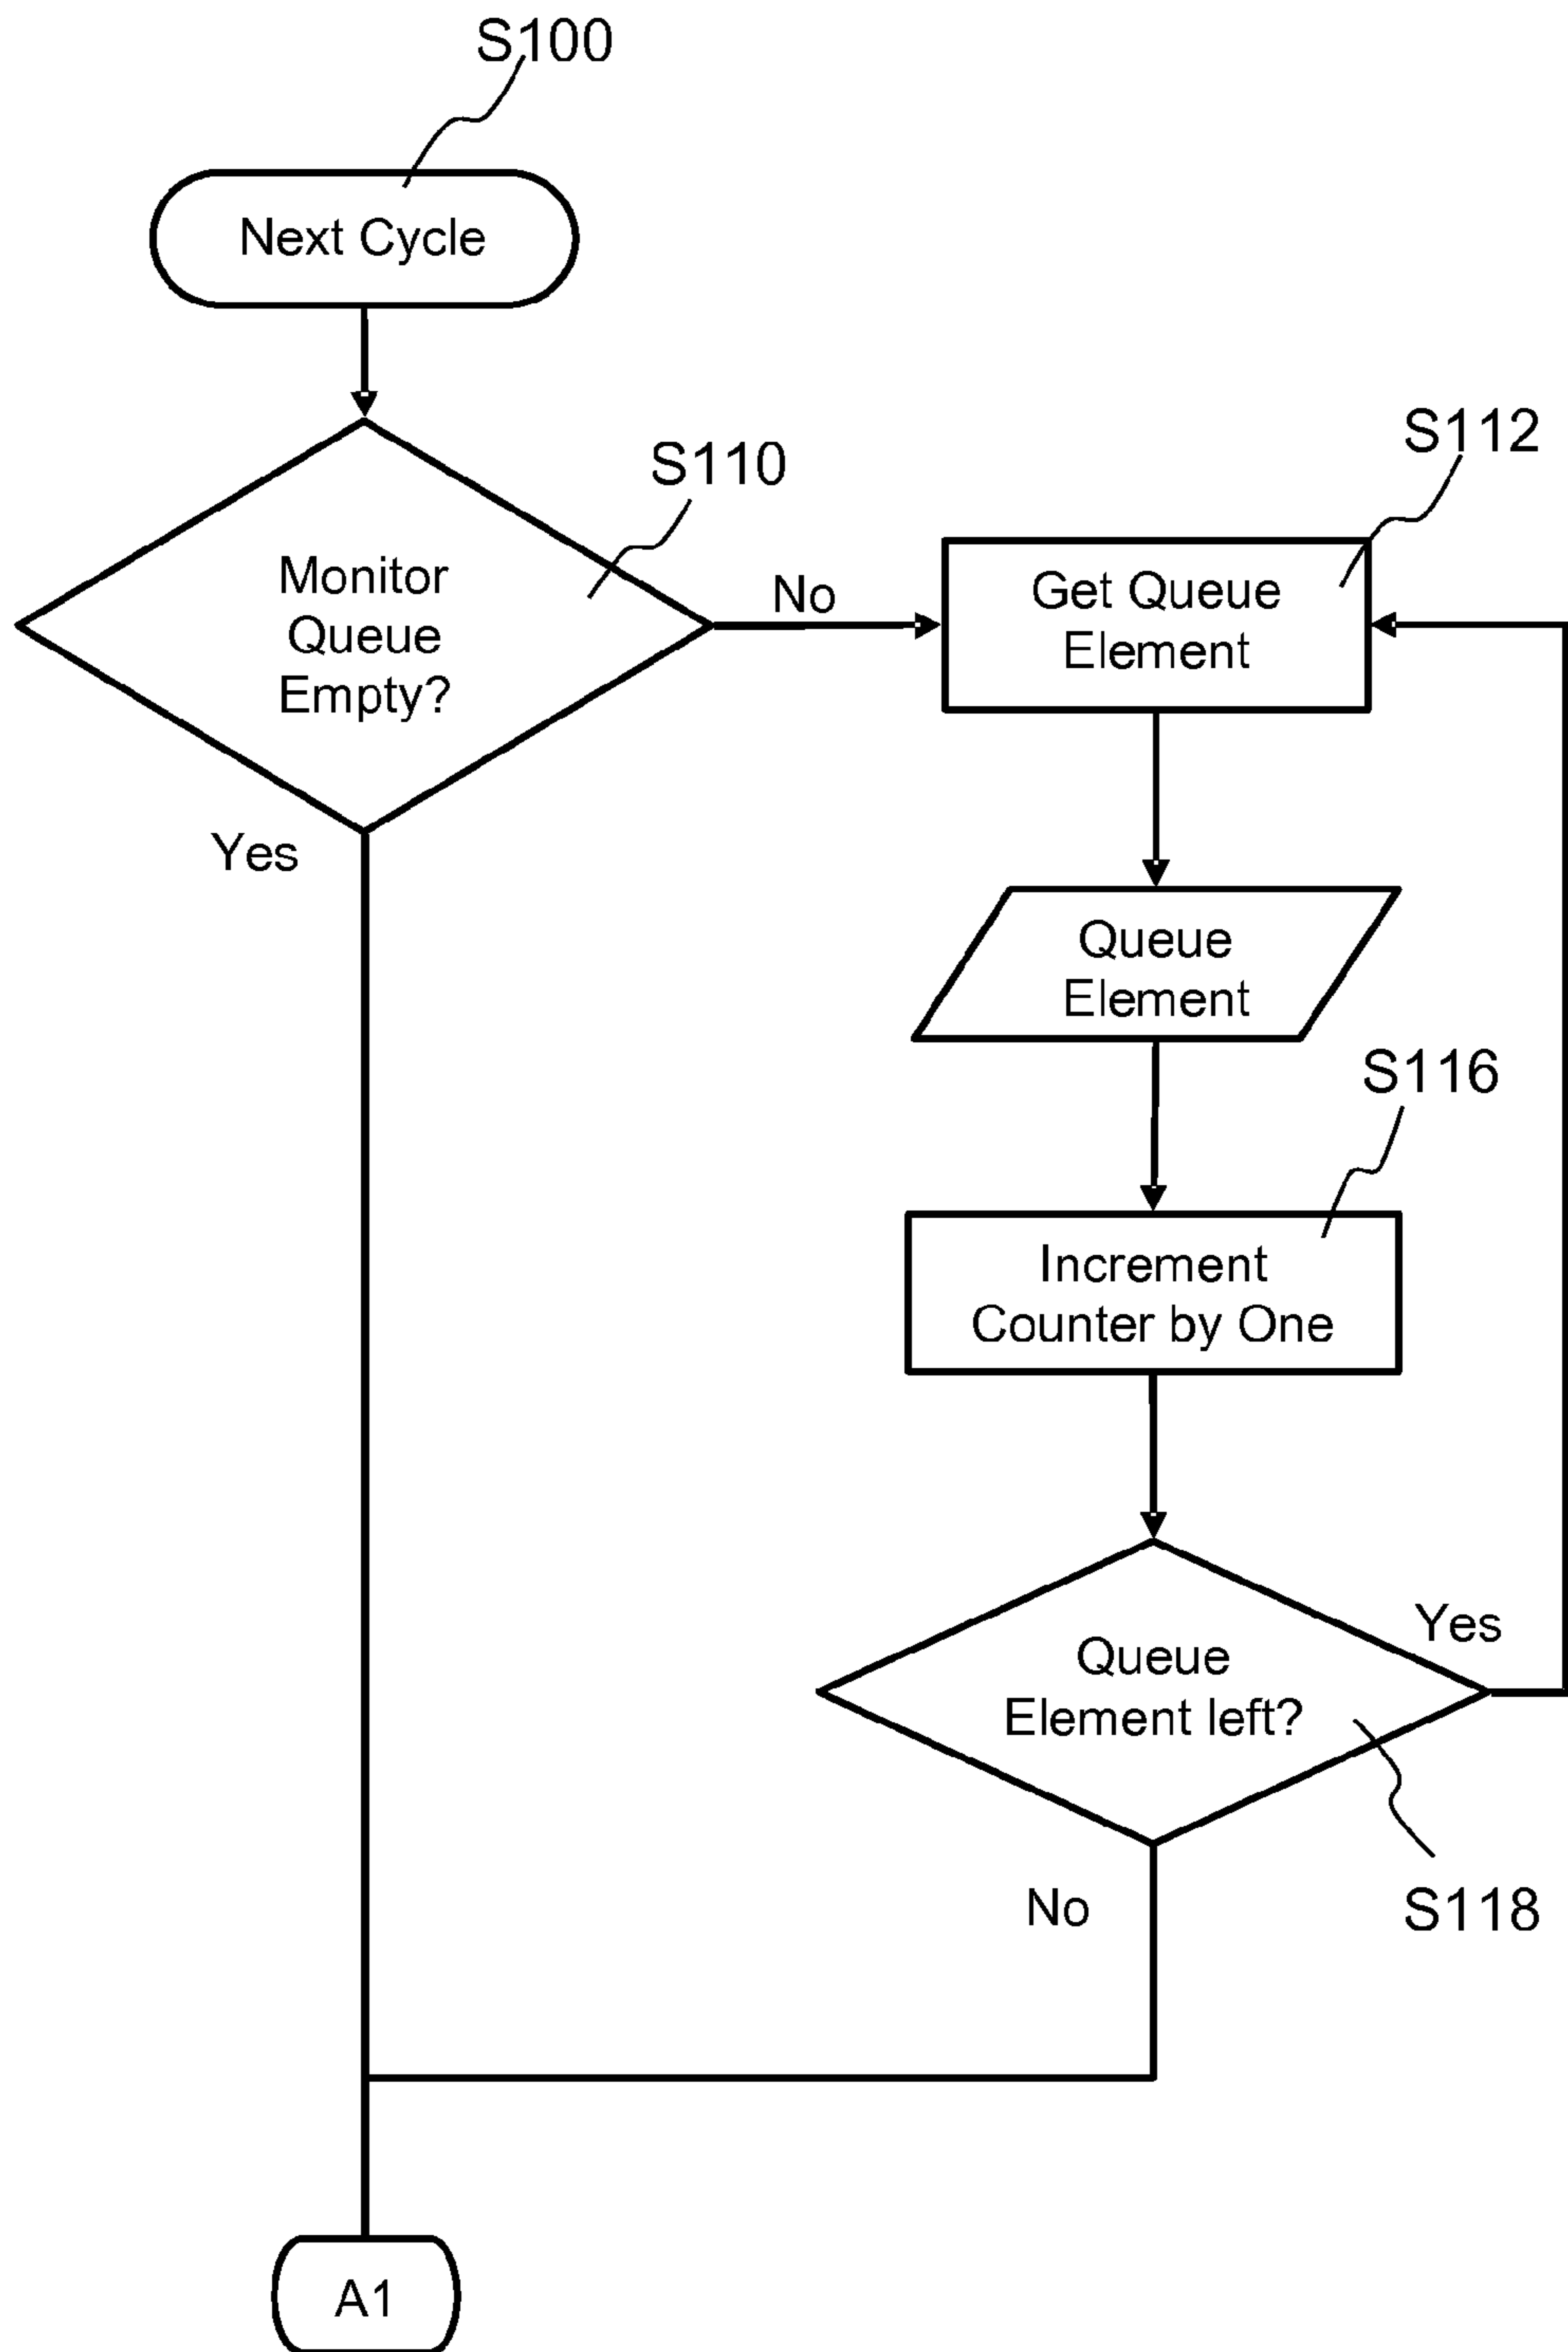 S100
Next Cycle
S110
Monitor
Queue
Empty?
No
Yes
S112
Get Queue
Element
Queue
Element
S116
Increment
Counter by One
Queue
Element left?
Yes
S118
No
A1